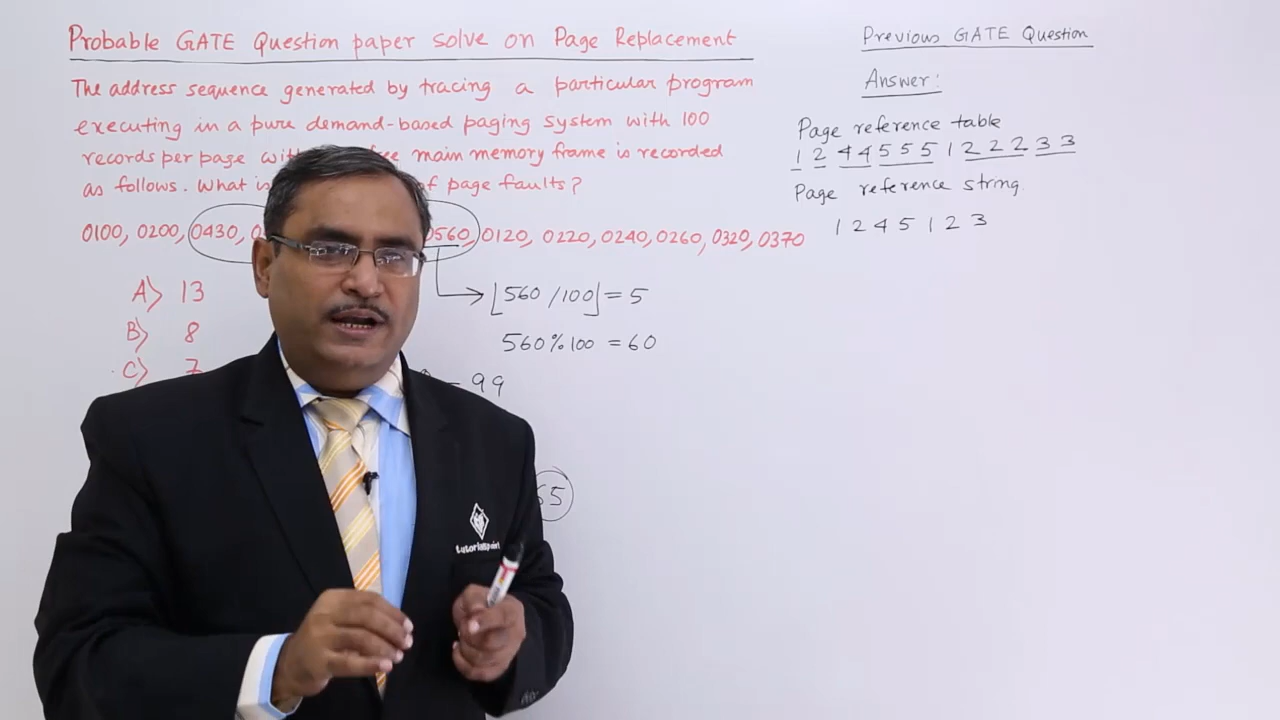 Probable GATE Question paper solve on Page Replacement
The address sequence generated by tracing a particular program
executing in a pure demand-based paging system with 100
records per page main memory frame is recorded
as follows. What of page faults?
0100, 0200, 0430, 0560, 0120, 0220, 0240, 0260, 0320, 0370
A) 13
B) 8
C) 7
⌊560 /100⌋ = 5
560%100 = 60
- 99
65
Previous GATE Question
Answer:
Page reference table
1 2 4 4 5 5 5 1 2 2 2 3 3
Page reference string
1 2 4 5 1 2 3
tutorialspoint